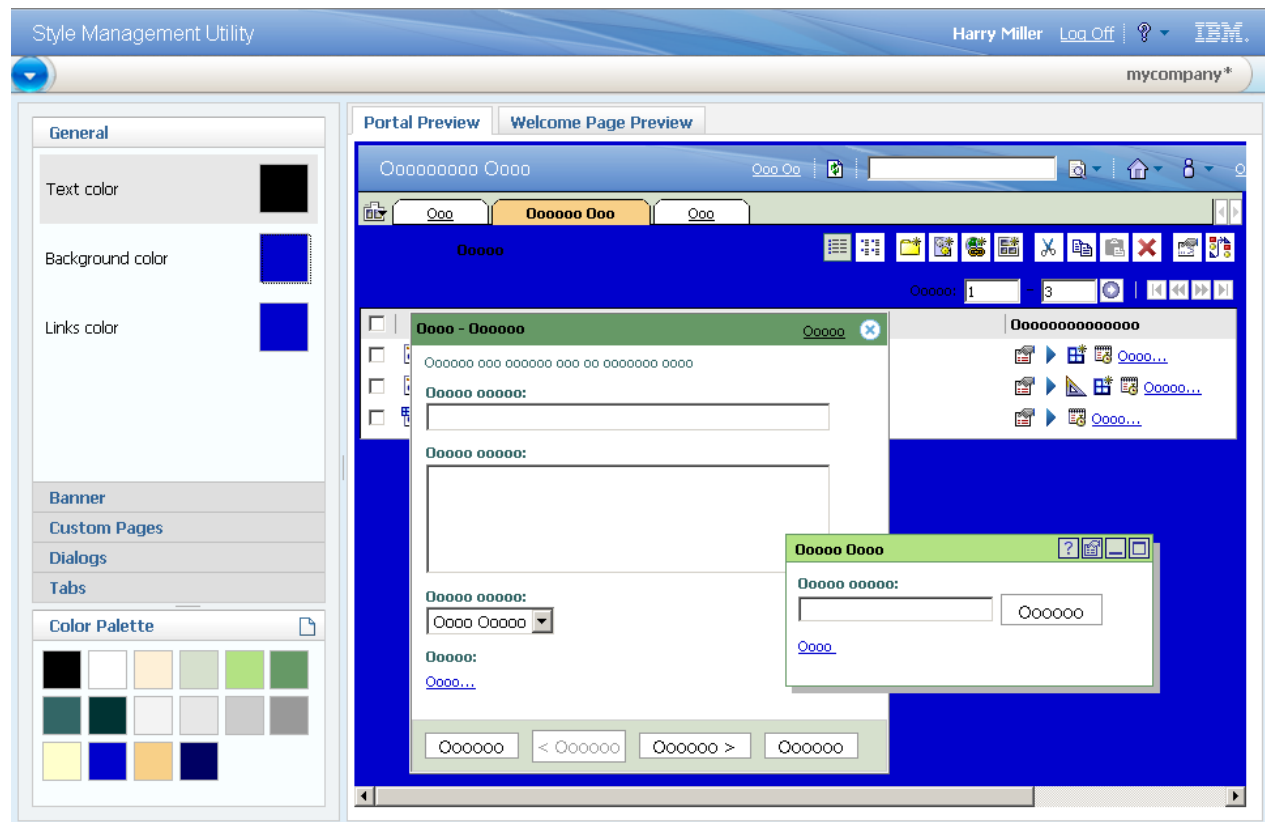 Style Management Utility
Harry Miller Log Off ? IBM.
mycompany*
General
Text color
Background color
Links color
Banner
Custom Pages
Dialogs
Tabs
Color Palette
Portal Preview Welcome Page Preview
Ooooooooo Oooo Ooo Oo O
Ooo Oooooo Ooo Ooo
Ooooo
Ooooo: 1 - 3
Oooooooooooooo
Oooo...
Ooooo...
Oooo...
Oooo - Oooooo Ooooo
Oooooo ooo oooooo ooo oo ooooooo oooo
Ooooo ooooo:
Ooooo ooooo:
Ooooo ooooo:
Oooo Ooooo
Ooooo:
Oooo...
Oooooo < Oooooo Oooooo > Oooooo
Ooooo Oooo ?
Ooooo ooooo:
Oooooo
Oooo